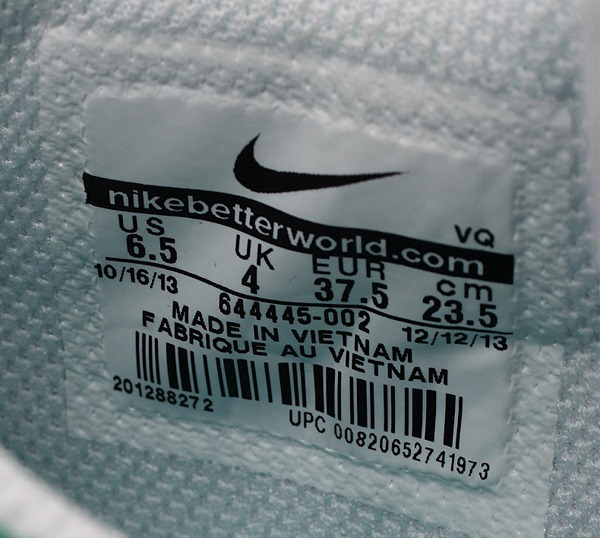 nikebetterworld.com
VQ
US UK EUR cm
6.5 4 37.5 23.5
10/16/13 644445-002 12/12/13
MADE IN VIETNAM
FABRIQUE AU VIETNAM
201288272 UPC 00820652741973